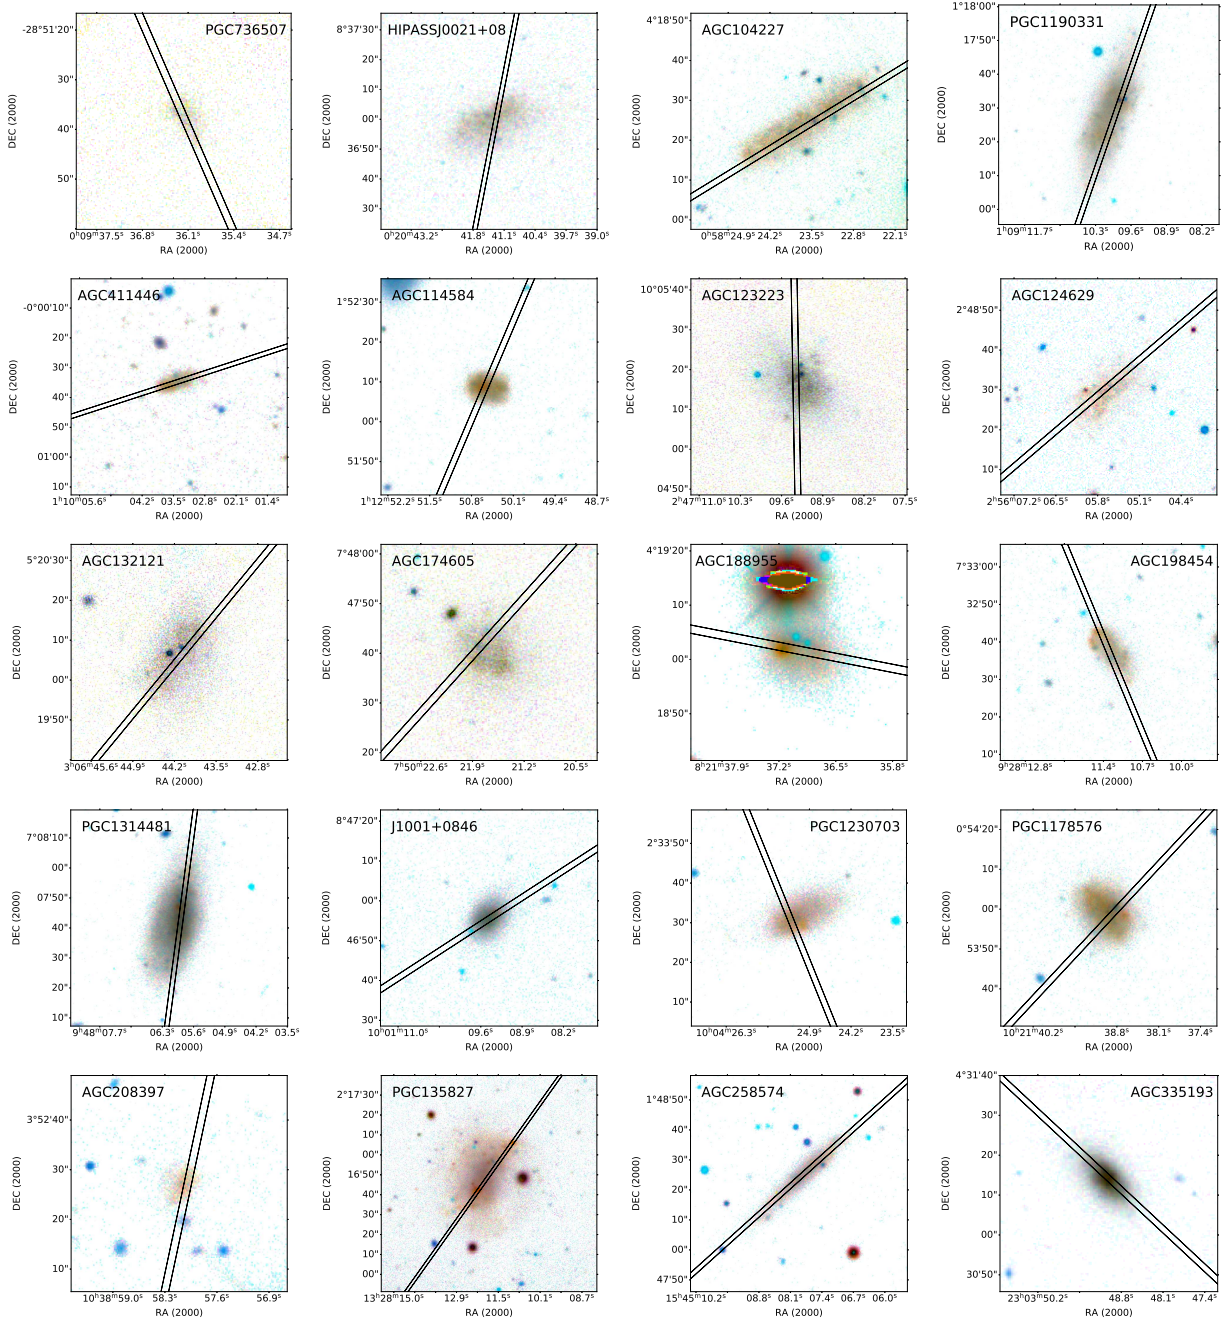 PGC736507
-28°51'20"
30"
40"
50"
0ʰ09ᵐ37.5ˢ 36.8ˢ 36.1ˢ 35.4ˢ 34.7ˢ
RA (2000)
DEC (2000)
HIPASSJ0021+08
8°37'30"
20"
10"
00"
36'50"
40"
30"
0ʰ20ᵐ43.2ˢ 41.8ˢ 41.1ˢ 40.4ˢ 39.7ˢ 39.0ˢ
RA (2000)
DEC (2000)
AGC104227
4°18'50"
40"
30"
20"
10"
00"
0ʰ58ᵐ24.9ˢ 24.2ˢ 23.5ˢ 22.8ˢ 22.1ˢ
RA (2000)
DEC (2000)
PGC1190331
1°18'00"
17'50"
40"
30"
20"
10"
00"
1ʰ09ᵐ11.7ˢ 10.3ˢ 09.6ˢ 08.9ˢ 08.2ˢ
RA (2000)
DEC (2000)
AGC411446
-0°00'10"
20"
30"
40"
50"
01'00"
10"
1ʰ10ᵐ05.6ˢ 04.2ˢ 03.5ˢ 02.8ˢ 02.1ˢ 01.4ˢ
RA (2000)
DEC (2000)
AGC114584
1°52'30"
20"
10"
00"
51'50"
1ʰ12ᵐ52.2ˢ 51.5ˢ 50.8ˢ 50.1ˢ 49.4ˢ 48.7ˢ
RA (2000)
DEC (2000)
AGC123223
10°05'40"
30"
20"
10"
00"
04'50"
2ʰ47ᵐ11.0ˢ 10.3ˢ 09.6ˢ 08.9ˢ 08.2ˢ 07.5ˢ
RA (2000)
DEC (2000)
AGC124629
2°48'50"
40"
30"
20"
10"
2ʰ56ᵐ07.2ˢ 06.5ˢ 05.8ˢ 05.1ˢ 04.4ˢ
RA (2000)
DEC (2000)
AGC132121
5°20'30"
20"
10"
00"
19'50"
3ʰ06ᵐ45.6ˢ 44.9ˢ 44.2ˢ 43.5ˢ 42.8ˢ
RA (2000)
DEC (2000)
AGC174605
7°48'00"
47'50"
40"
30"
20"
7ʰ50ᵐ22.6ˢ 21.9ˢ 21.2ˢ 20.5ˢ
RA (2000)
DEC (2000)
AGC188955
4°19'20"
10"
00"
18'50"
8ʰ21ᵐ37.9ˢ 37.2ˢ 36.5ˢ 35.8ˢ
RA (2000)
DEC (2000)
AGC198454
7°33'00"
32'50"
40"
30"
20"
10"
9ʰ28ᵐ12.8ˢ 11.4ˢ 10.7ˢ 10.0ˢ
RA (2000)
DEC (2000)
PGC1314481
7°08'10"
00"
07'50"
40"
30"
20"
10"
9ʰ48ᵐ07.7ˢ 06.3ˢ 05.6ˢ 04.9ˢ 04.2ˢ 03.5ˢ
RA (2000)
DEC (2000)
J1001+0846
8°47'20"
10"
00"
46'50"
40"
30"
10ʰ01ᵐ11.0ˢ 09.6ˢ 08.9ˢ 08.2ˢ
RA (2000)
DEC (2000)
PGC1230703
2°33'50"
40"
30"
20"
10"
10ʰ04ᵐ26.3ˢ 24.9ˢ 24.2ˢ 23.5ˢ
RA (2000)
DEC (2000)
PGC1178576
0°54'20"
10"
00"
53'50"
40"
10ʰ21ᵐ40.2ˢ 38.8ˢ 38.1ˢ 37.4ˢ
RA (2000)
DEC (2000)
AGC208397
3°52'40"
30"
20"
10"
10ʰ38ᵐ59.0ˢ 58.3ˢ 57.6ˢ 56.9ˢ
RA (2000)
DEC (2000)
PGC135827
2°17'30"
20"
10"
00"
16'50"
40"
30"
20"
10"
00"
13ʰ28ᵐ15.0ˢ 12.9ˢ 11.5ˢ 10.1ˢ 08.7ˢ
RA (2000)
DEC (2000)
AGC258574
1°48'50"
40"
30"
20"
10"
00"
47'50"
15ʰ45ᵐ10.2ˢ 08.8ˢ 08.1ˢ 07.4ˢ 06.7ˢ 06.0ˢ
RA (2000)
DEC (2000)
AGC335193
4°31'40"
30"
20"
10"
00"
30'50"
23ʰ03ᵐ50.2ˢ 48.8ˢ 48.1ˢ 47.4ˢ
RA (2000)
DEC (2000)